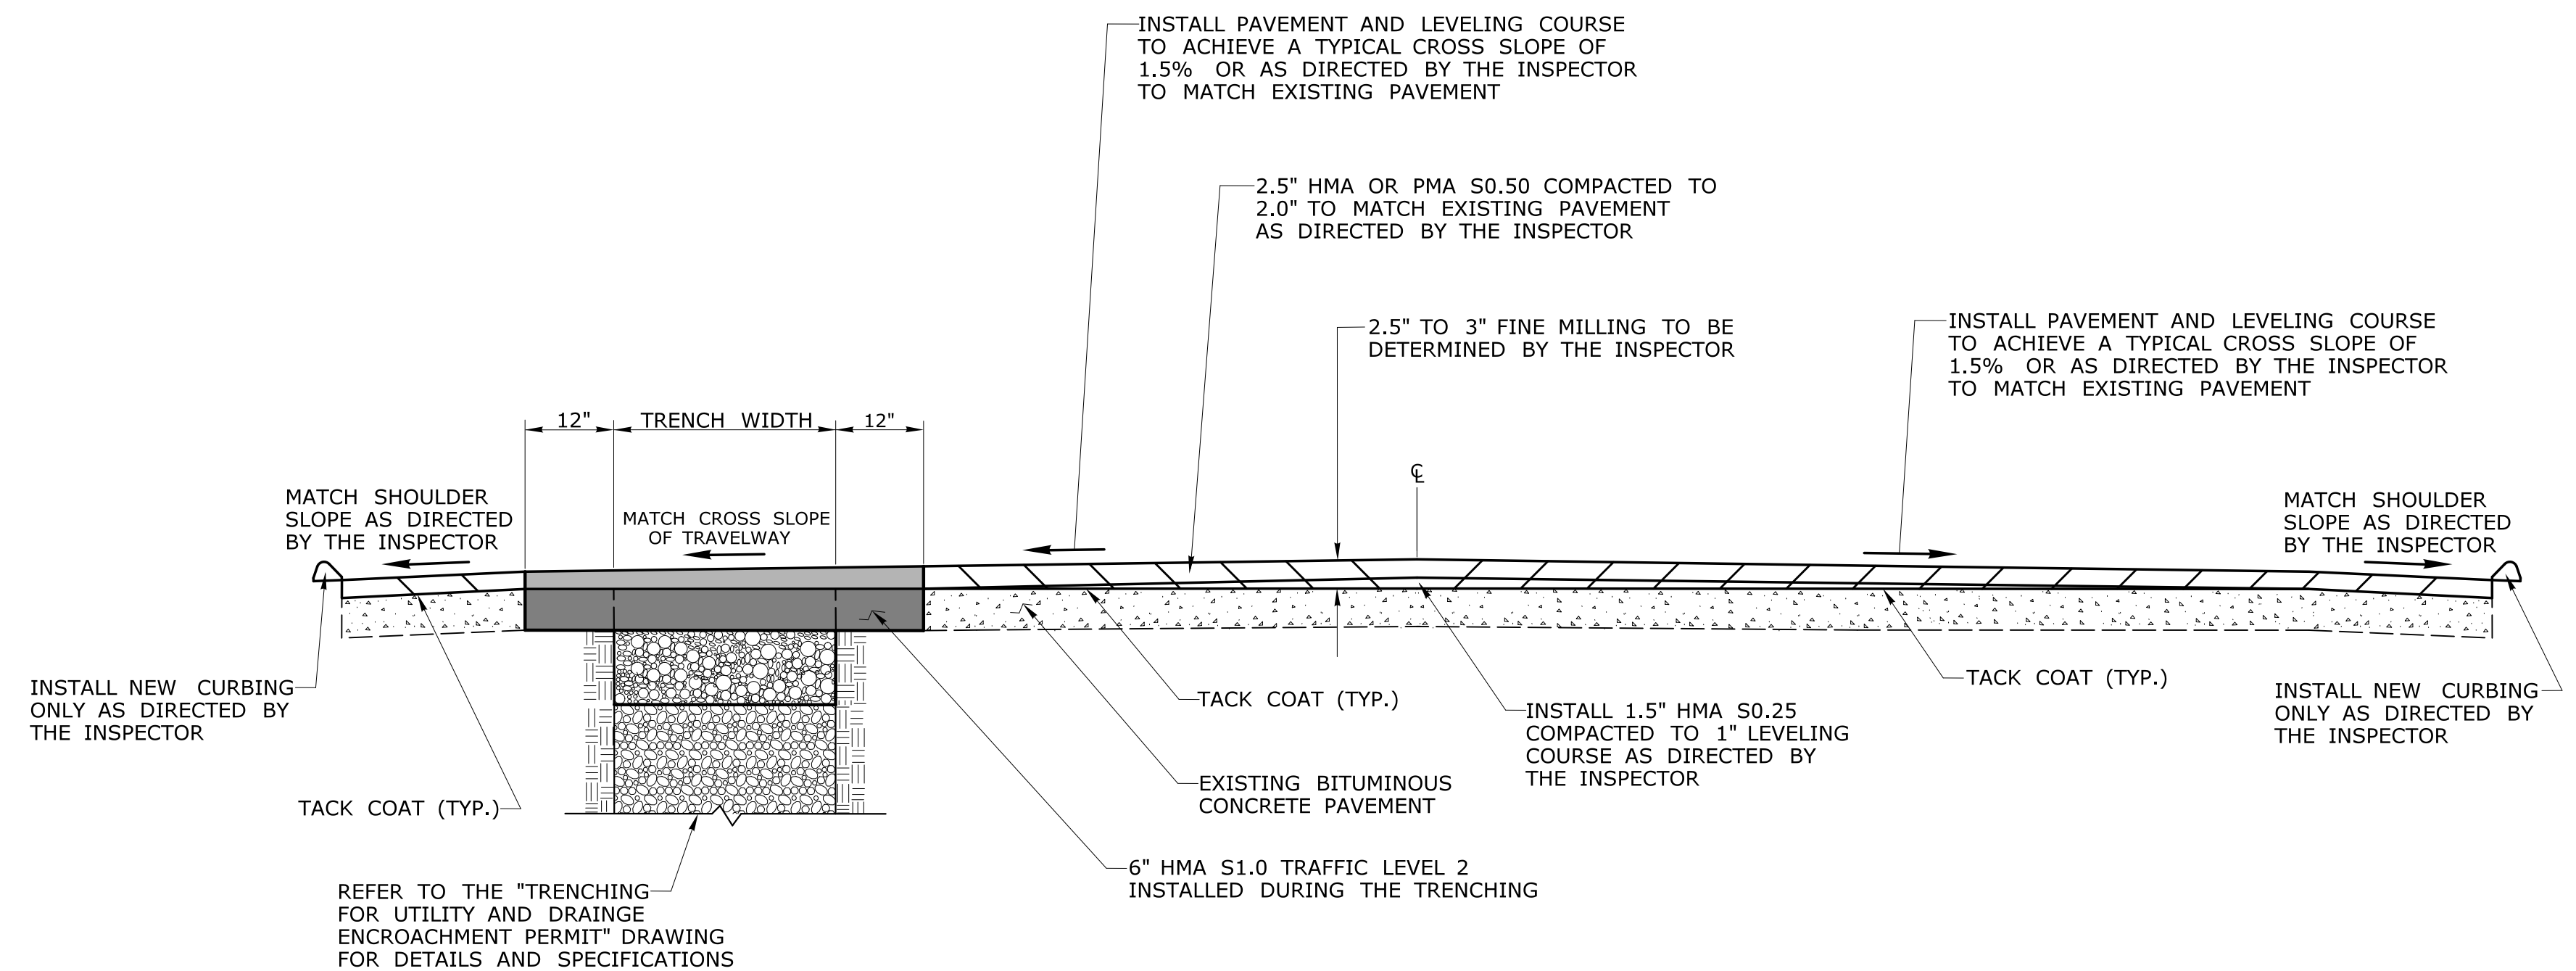 INSTALL PAVEMENT AND LEVELING COURSE
TO ACHIEVE A TYPICAL CROSS SLOPE OF
1.5% OR AS DIRECTED BY THE INSPECTOR
TO MATCH EXISTING PAVEMENT
2.5" HMA OR PMA S0.50 COMPACTED TO
2.0" TO MATCH EXISTING PAVEMENT
AS DIRECTED BY THE INSPECTOR
2.5" TO 3" FINE MILLING TO BE
DETERMINED BY THE INSPECTOR
INSTALL PAVEMENT AND LEVELING COURSE
TO ACHIEVE A TYPICAL CROSS SLOPE OF
1.5% OR AS DIRECTED BY THE INSPECTOR
TO MATCH EXISTING PAVEMENT
12"
TRENCH WIDTH
12"
℄
MATCH SHOULDER
SLOPE AS DIRECTED
BY THE INSPECTOR
MATCH CROSS SLOPE
OF TRAVELWAY
MATCH SHOULDER
SLOPE AS DIRECTED
BY THE INSPECTOR
INSTALL NEW CURBING
ONLY AS DIRECTED BY
THE INSPECTOR
TACK COAT (TYP.)
TACK COAT (TYP.)
INSTALL 1.5" HMA S0.25
COMPACTED TO 1" LEVELING
COURSE AS DIRECTED BY
THE INSPECTOR
TACK COAT (TYP.)
INSTALL NEW CURBING
ONLY AS DIRECTED BY
THE INSPECTOR
EXISTING BITUMINOUS
CONCRETE PAVEMENT
6" HMA S1.0 TRAFFIC LEVEL 2
INSTALLED DURING THE TRENCHING
REFER TO THE "TRENCHING
FOR UTILITY AND DRAINGE
ENCROACHMENT PERMIT" DRAWING
FOR DETAILS AND SPECIFICATIONS